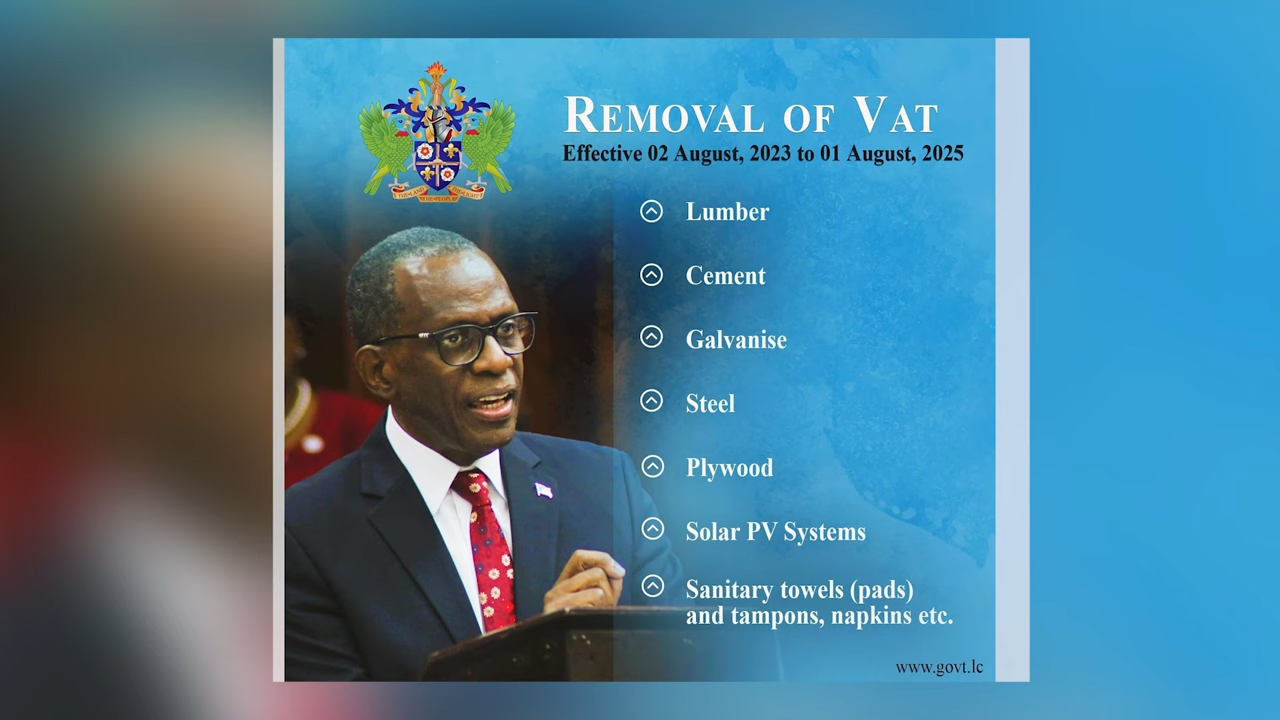 REMOVAL OF VAT
Effective 02 August, 2023 to 01 August, 2025
Lumber
Cement
Galvanise
Steel
Plywood
Solar PV Systems
Sanitary towels (pads)
and tampons, napkins etc.
www.govt.lc